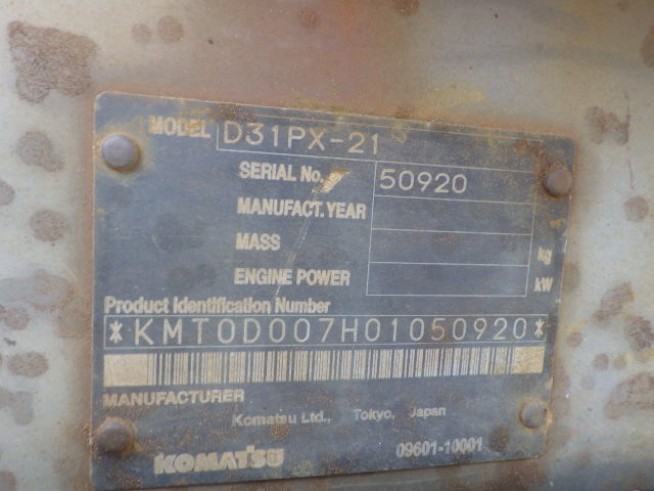 MODEL D31PX-21
SERIAL No. 50920
MANUFACT. YEAR
MASS kg
ENGINE POWER kW
Product Identification Number
*KMT0D007H01050920*
MANUFACTURER
Komatsu Ltd., Tokyo, Japan
KOMATSU 09601-10001